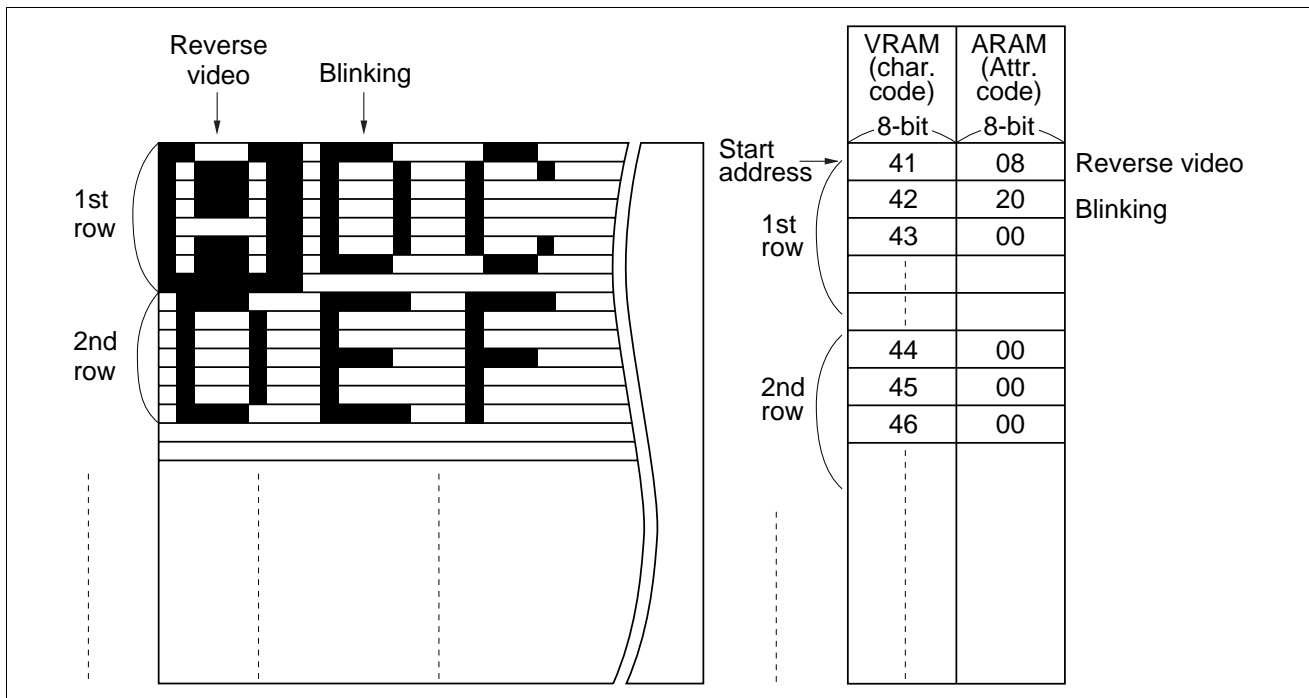 Reverse
video
Blinking
1st
row
2nd
row
VRAM
(char.
code)
8-bit
ARAM
(Attr.
code)
8-bit
Start
address
41 08 Reverse video
42 20 Blinking
43 00
1st
row
44 00
45 00
46 00
2nd
row